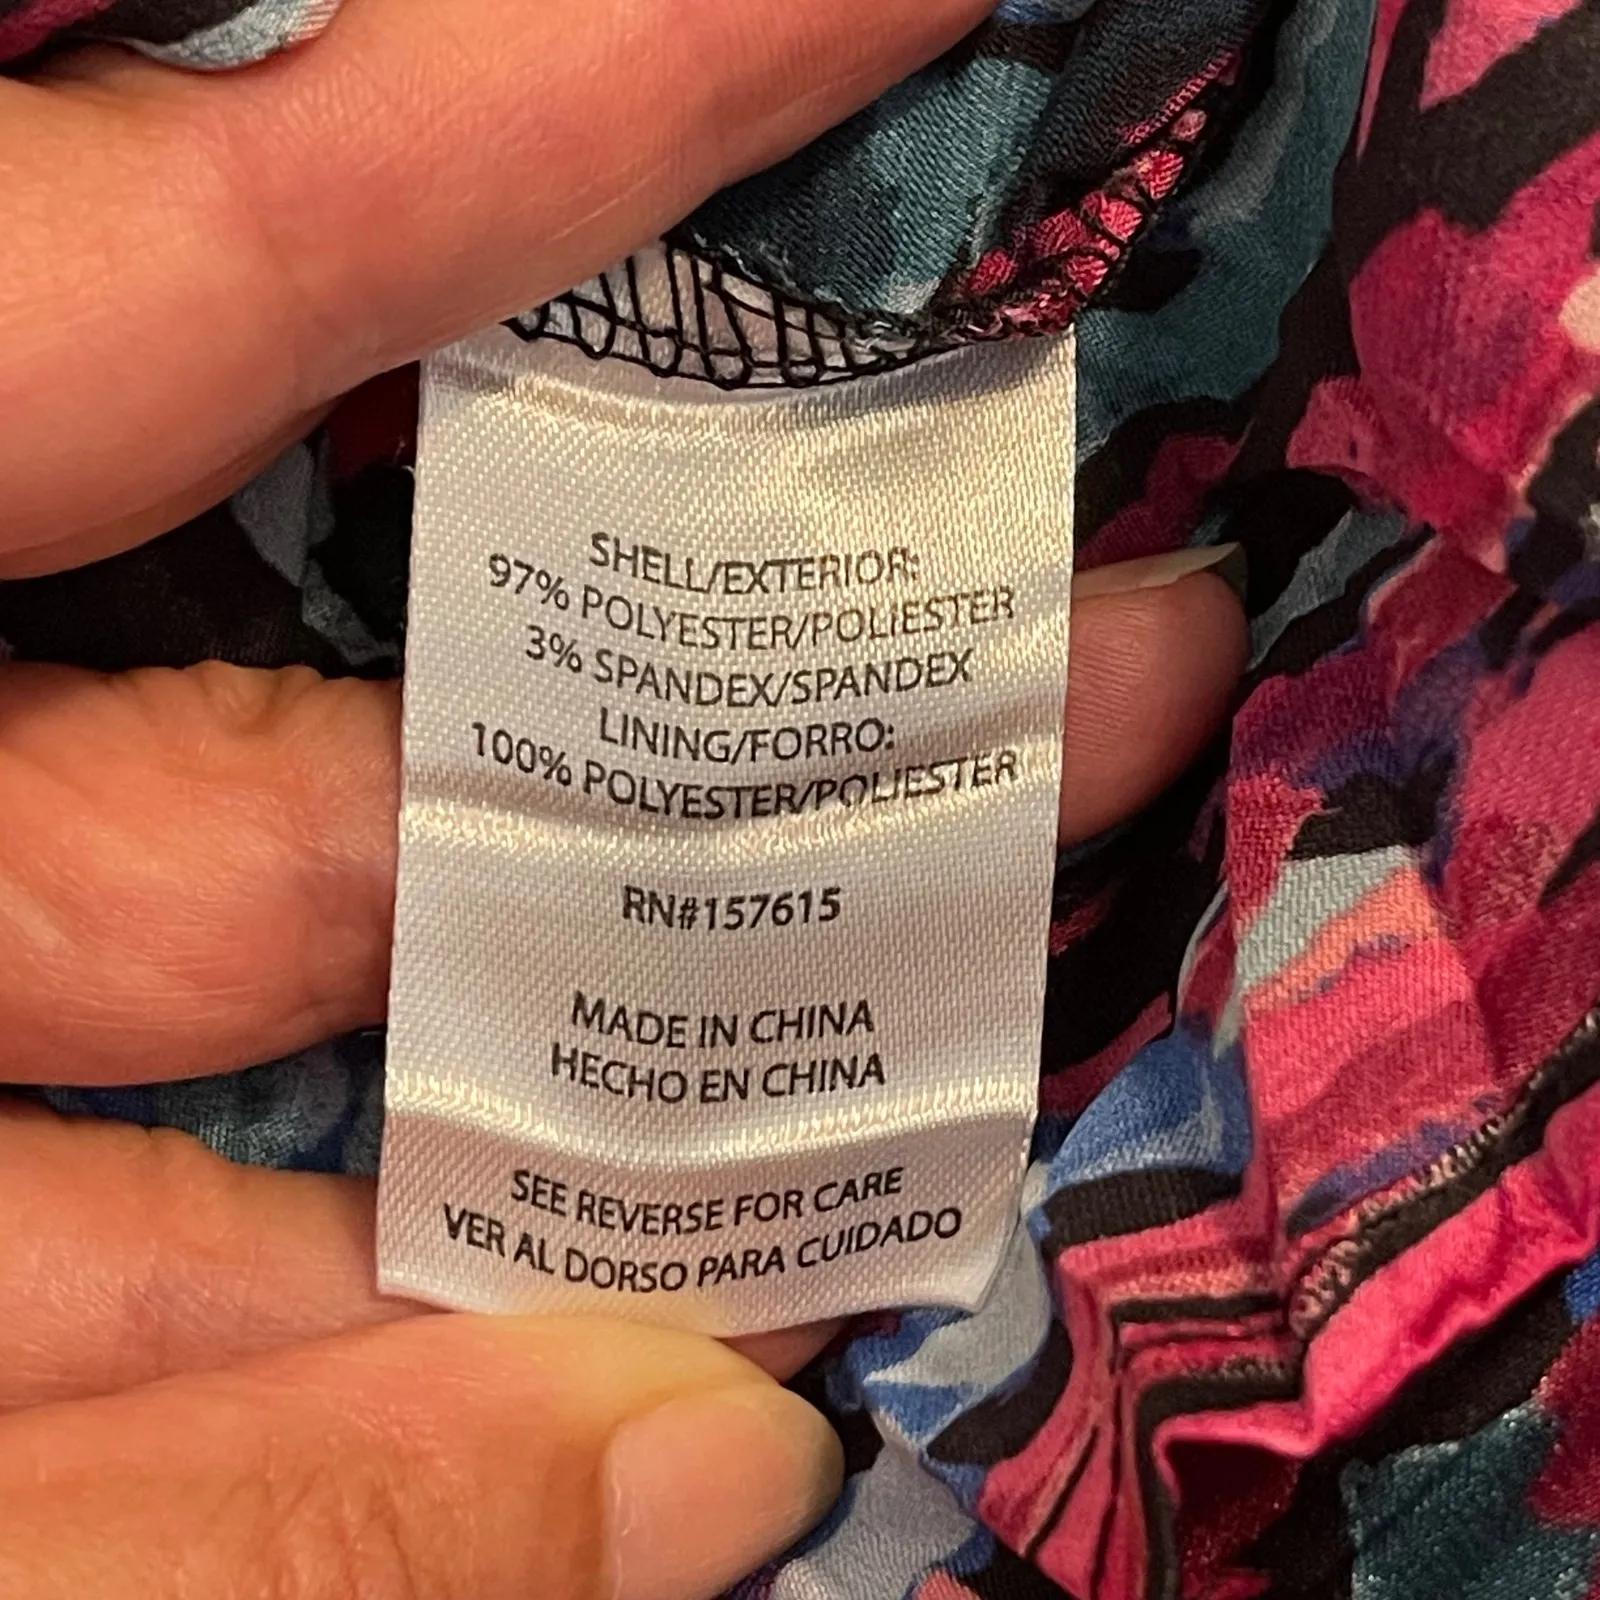 SHELL/EXTERIOR:
97% POLYESTER/POLIESTER
3% SPANDEX/SPANDEX
LINING/FORRO:
100% POLYESTER/POLIESTER
RN#157615
MADE IN CHINA
HECHO EN CHINA
SEE REVERSE FOR CARE
VER AL DORSO PARA CUIDADO